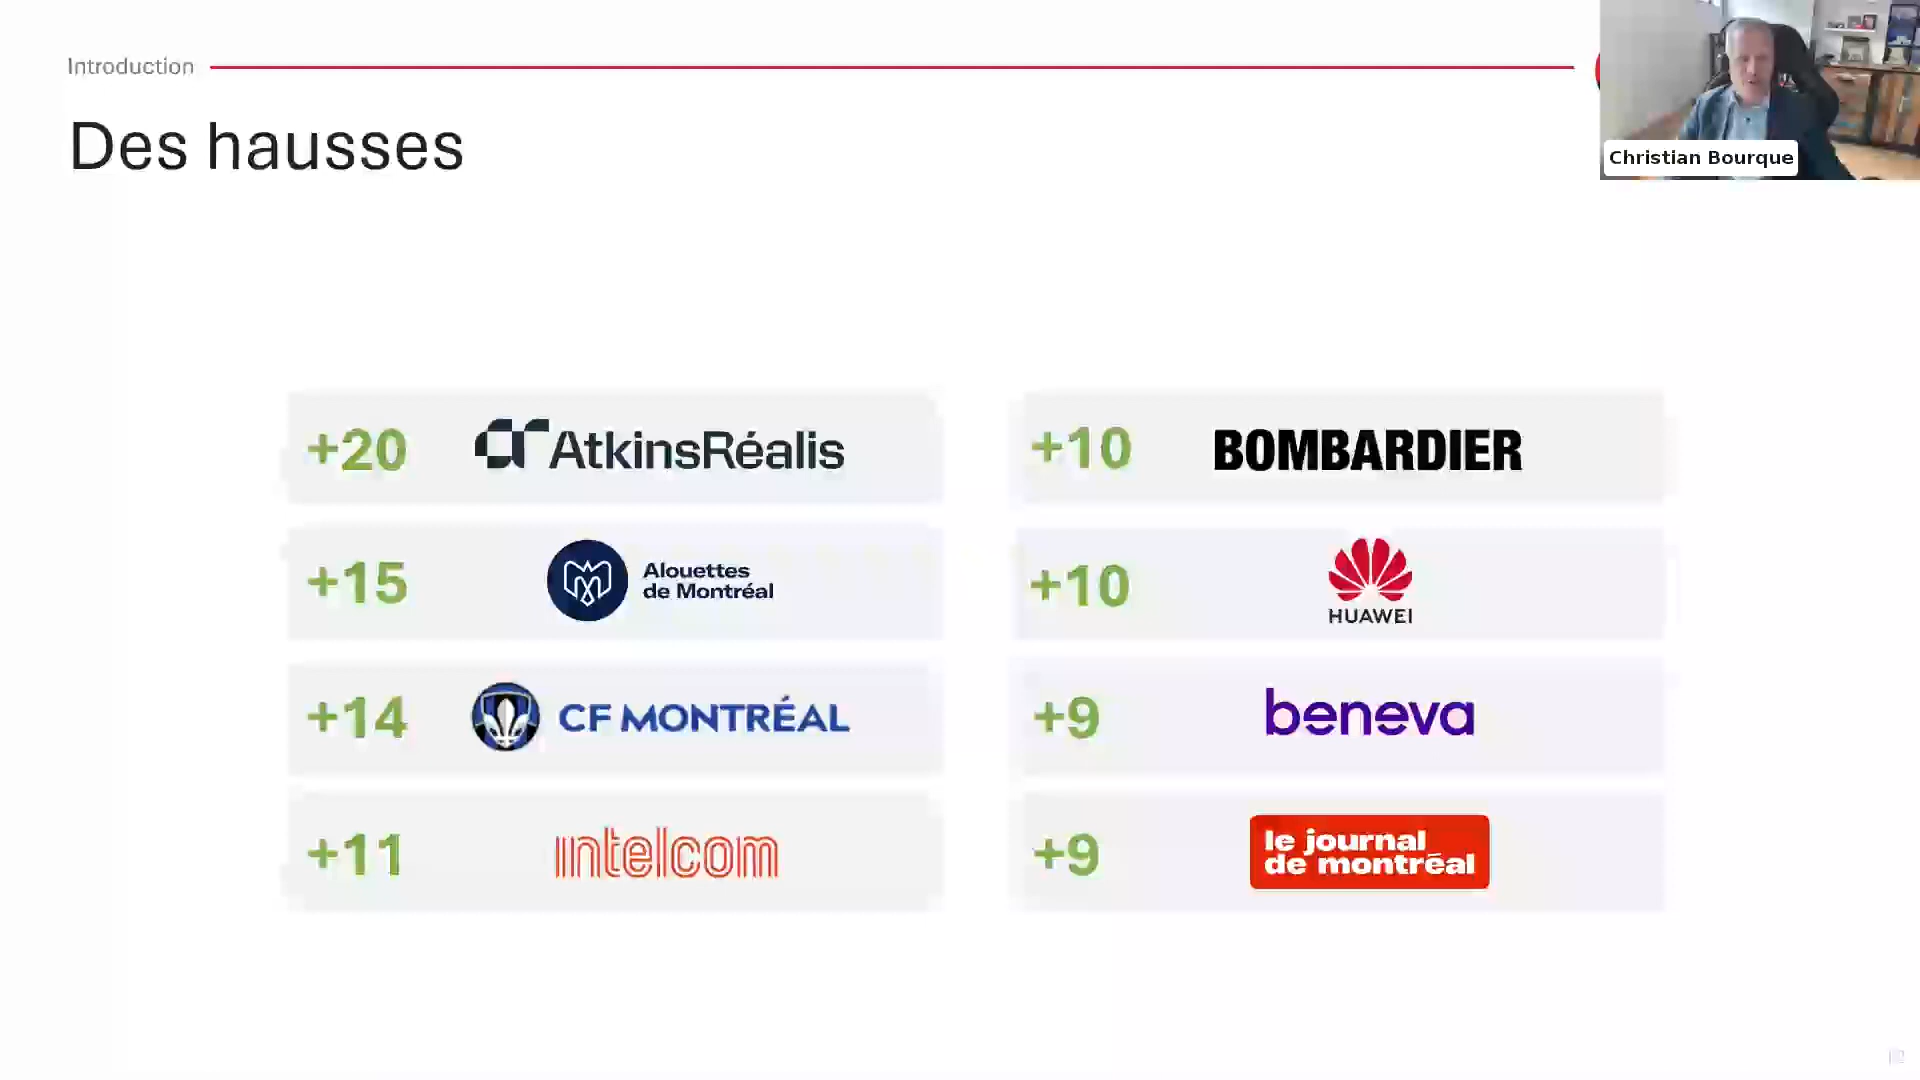 Introduction
Des hausses
Christian Bourque
+20
AtkinsRéalis
+15
Alouettes
de Montréal
+14
CF MONTRÉAL
+11
intelcom
+10
BOMBARDIER
+10
HUAWEI
+9
beneva
+9
le journal
de montréal